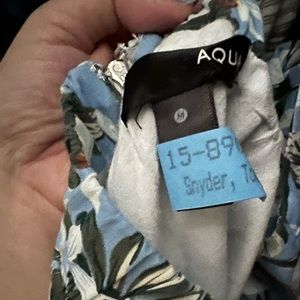 AQUA
M
15-89
Snyder,